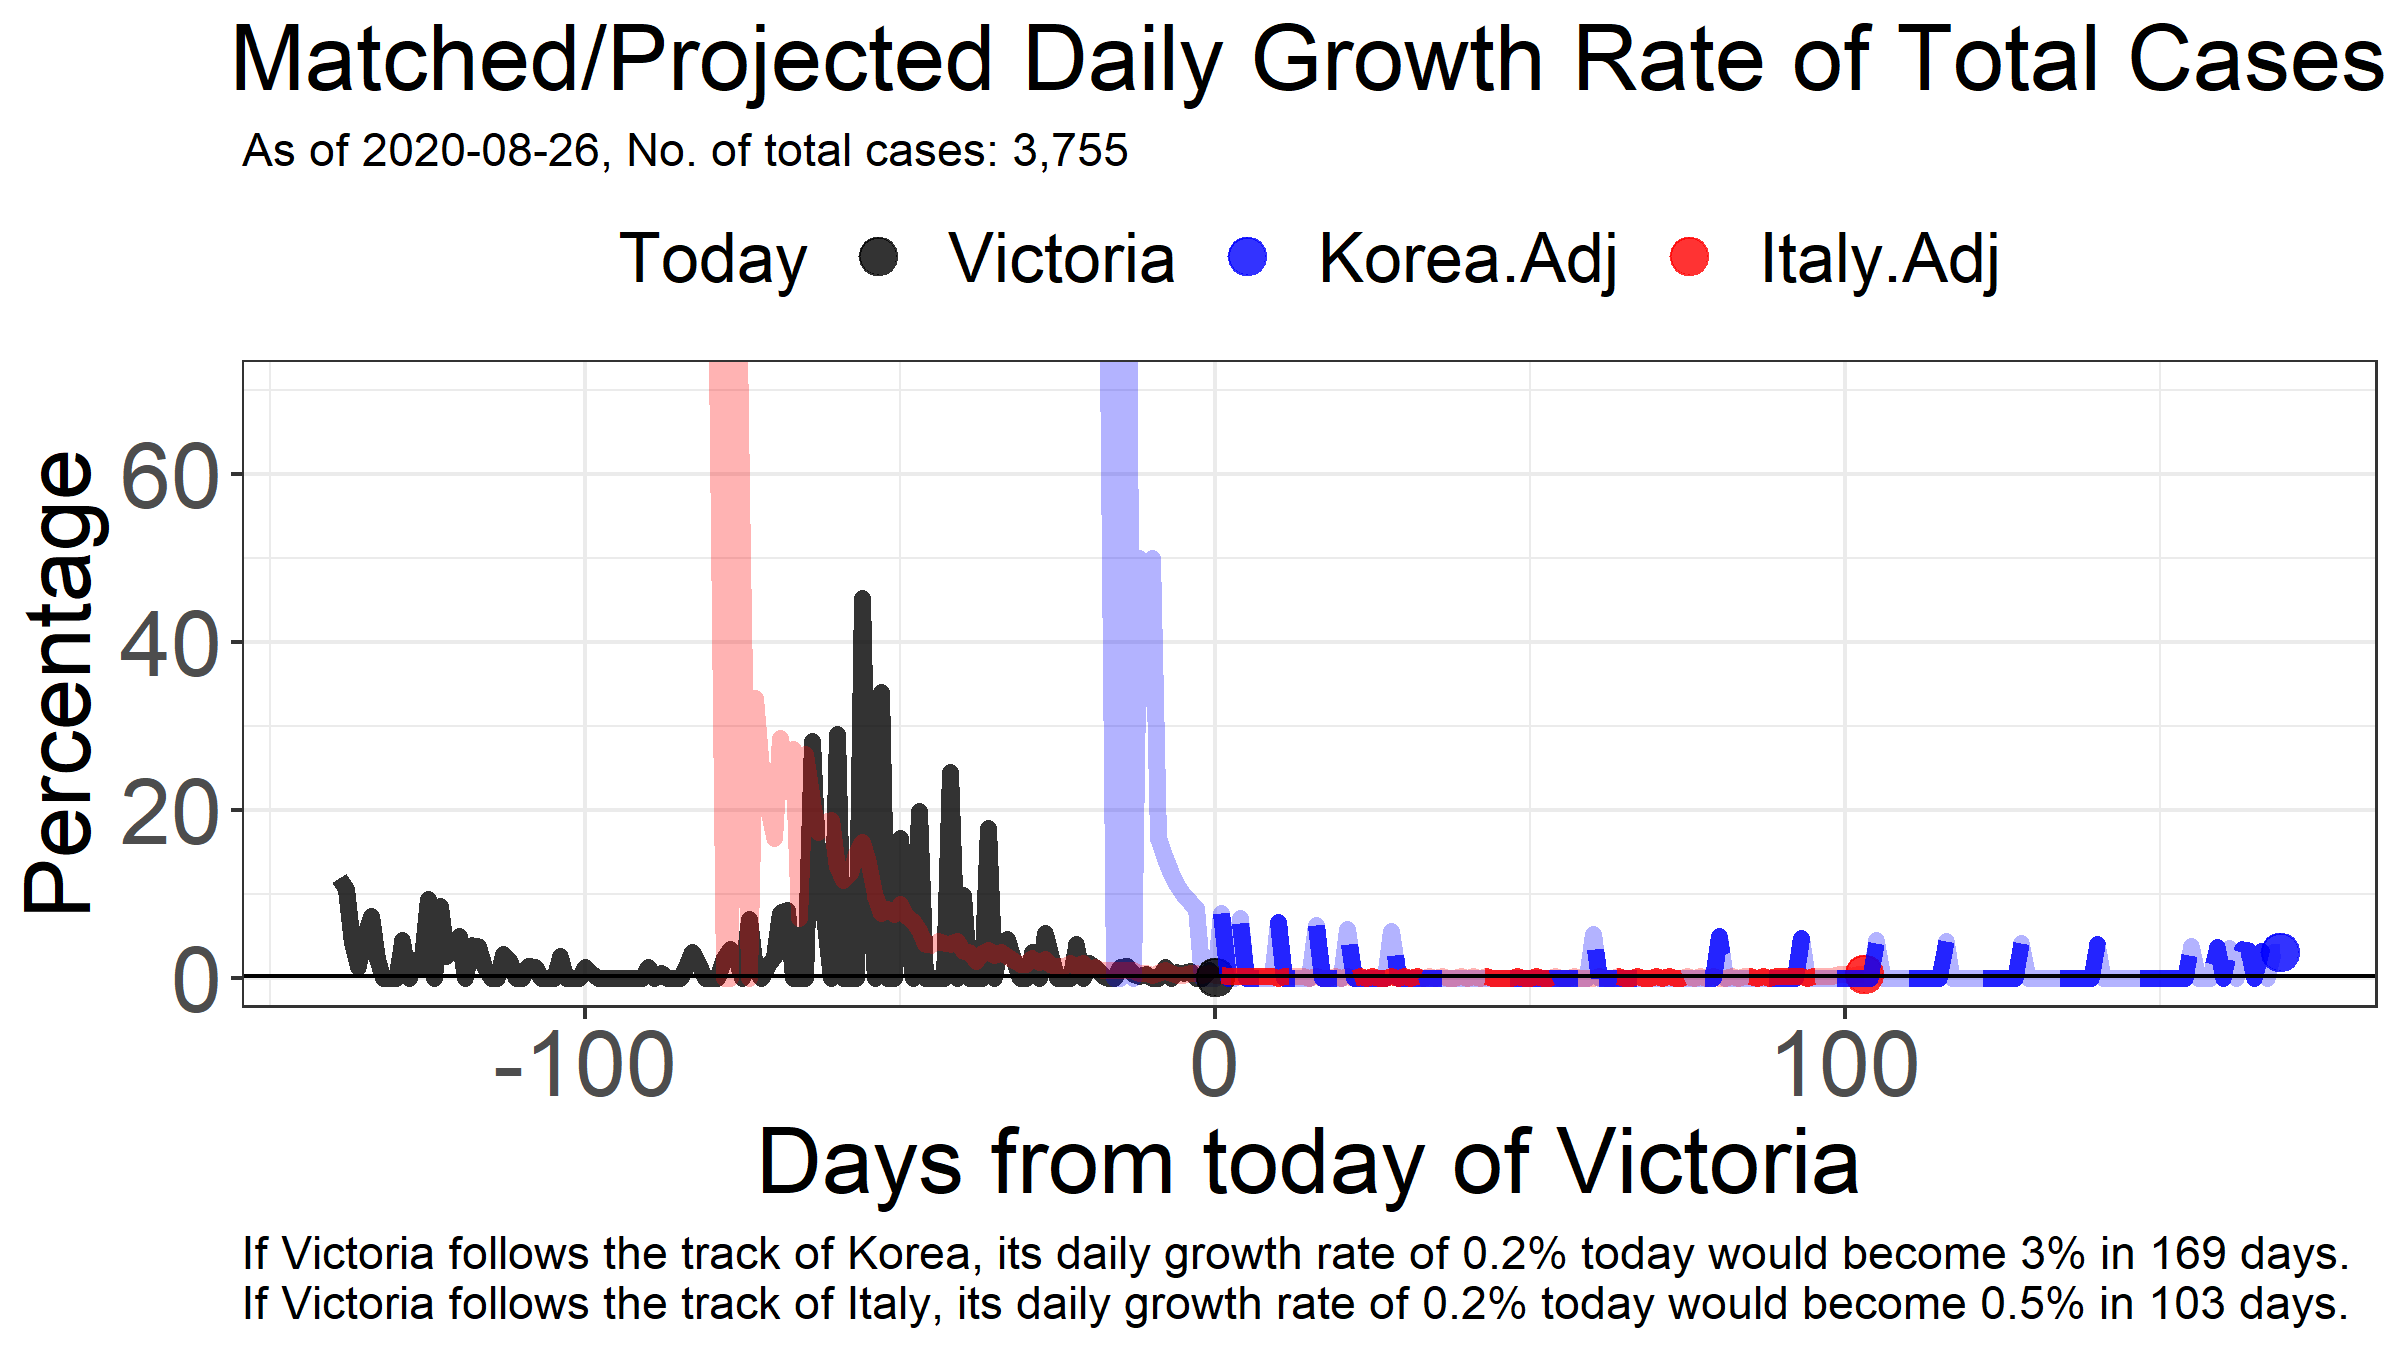 Matched/Projected Daily Growth Rate of Total Cases
As of 2020-08-26, No. of total cases: 3,755
Today Victoria Korea.Adj Italy.Adj
Percentage
60
40
20
0
-100 0 100
Days from today of Victoria
If Victoria follows the track of Korea, its daily growth rate of 0.2% today would become 3% in 169 days.
If Victoria follows the track of Italy, its daily growth rate of 0.2% today would become 0.5% in 103 days.